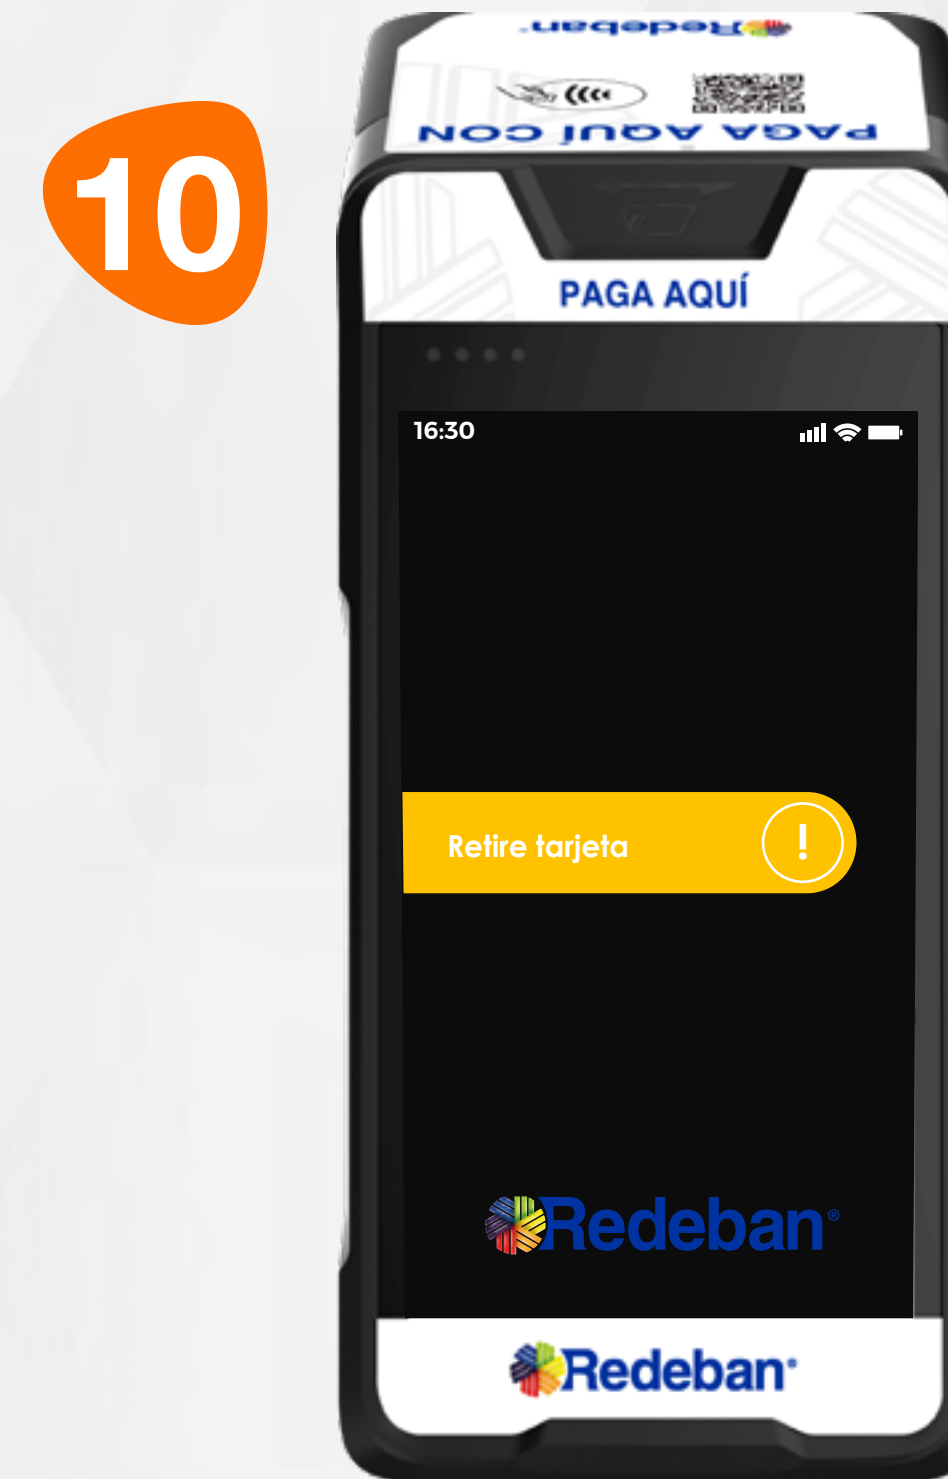 10
Redeban
PAGA AQUÍ CON
PAGA AQUÍ
16:30
Retire tarjeta
!
Redeban®
Redeban